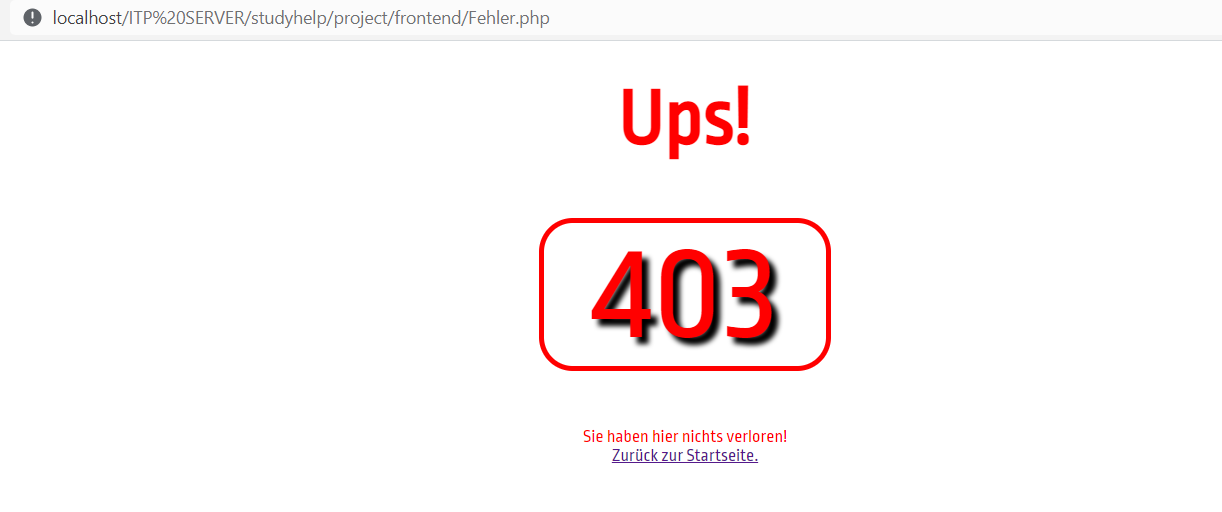 localhost/ITP%20SERVER/studyhelp/project/frontend/Fehler.php
Ups!
403
Sie haben hier nichts verloren!
Zurück zur Startseite.